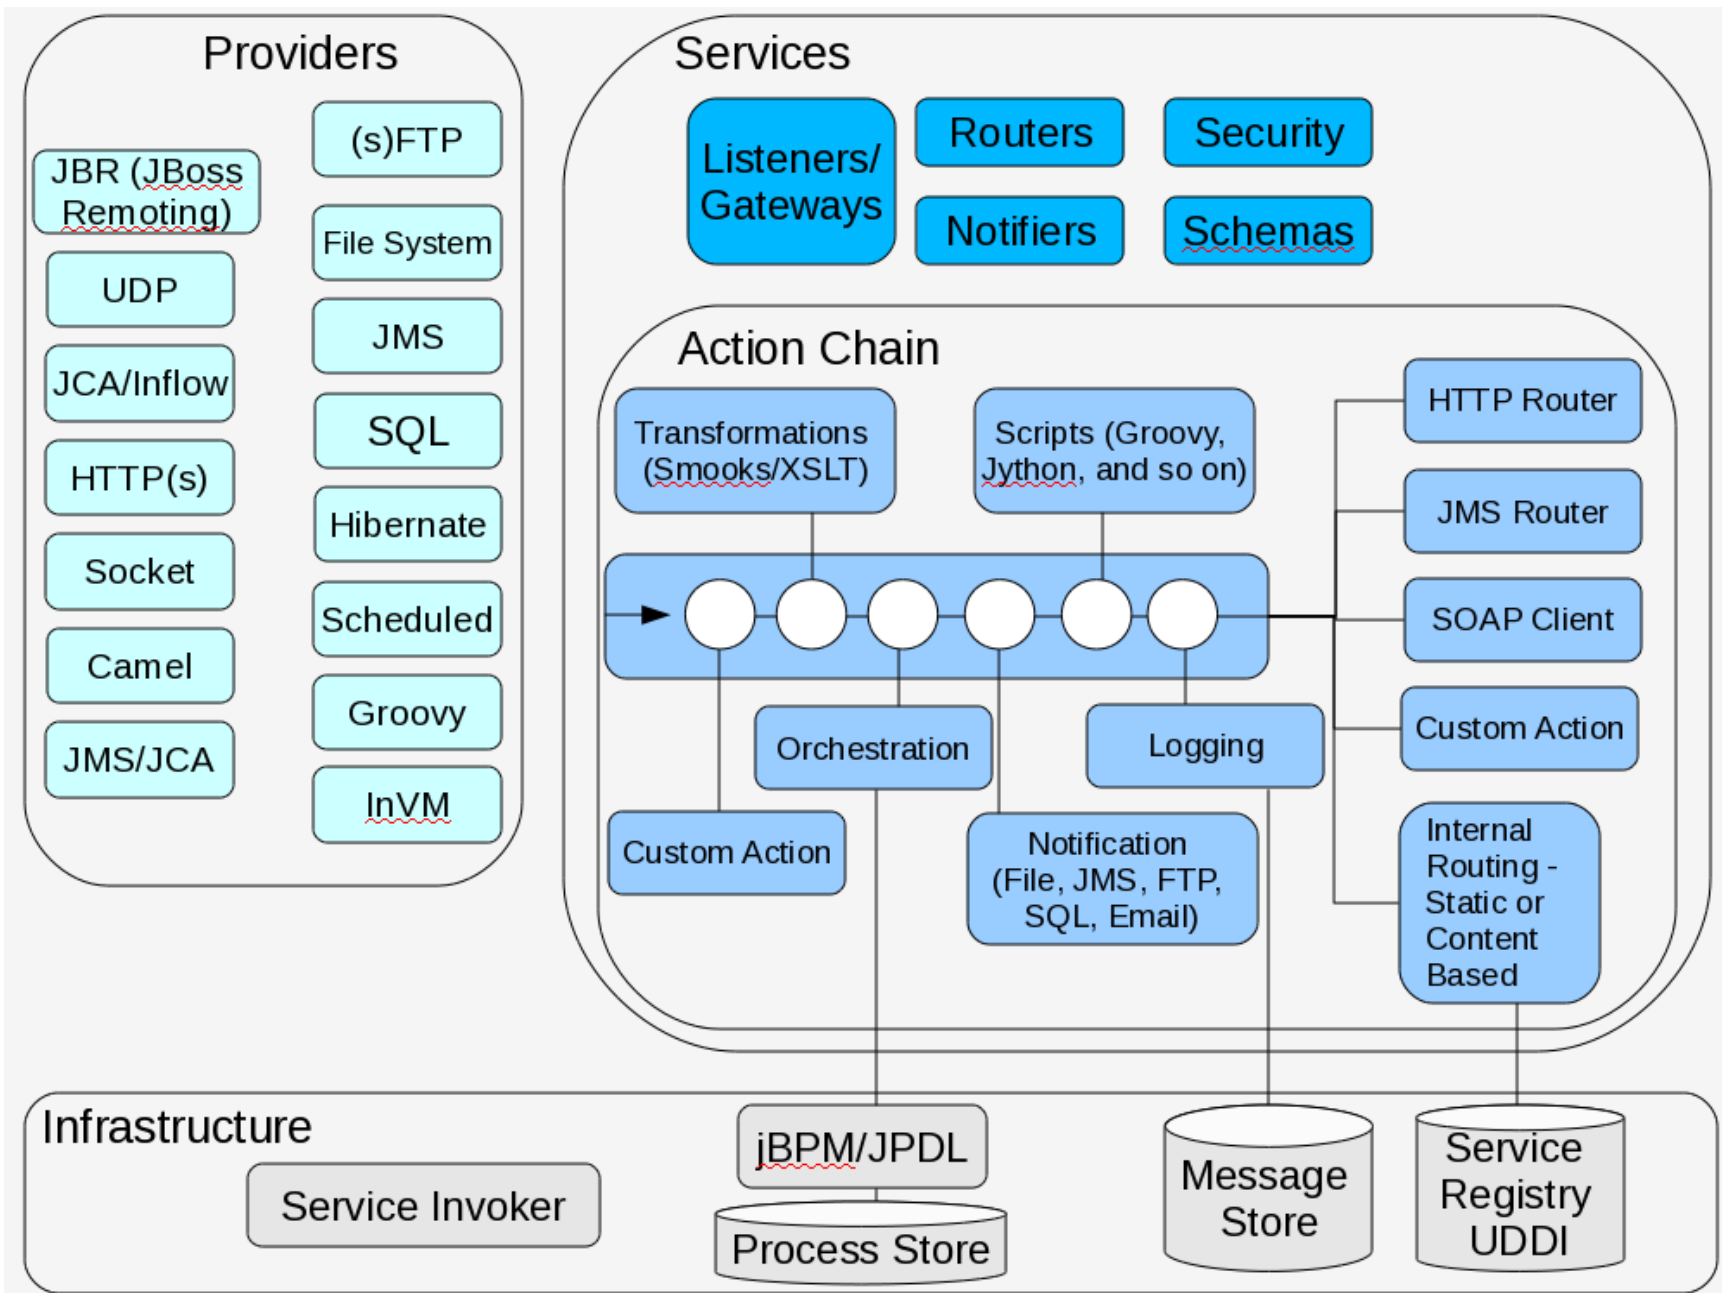 Providers
JBR (JBoss
Remoting)
UDP
JCA/Inflow
HTTP(s)
Socket
Camel
JMS/JCA
(s)FTP
File System
JMS
SQL
Hibernate
Scheduled
Groovy
InVM
Services
Listeners/
Gateways
Routers
Security
Notifiers
Schemas
Action Chain
Transformations
(Smooks/XSLT)
Scripts (Groovy,
Jython, and so on)
HTTP Router
JMS Router
SOAP Client
Custom Action
Internal
Routing -
Static or
Content
Based
Orchestration
Logging
Custom Action
Notification
(File, JMS, FTP,
SQL, Email)
Infrastructure
Service Invoker
jBPM/JPDL
Process Store
Message
Store
Service
Registry
UDDI